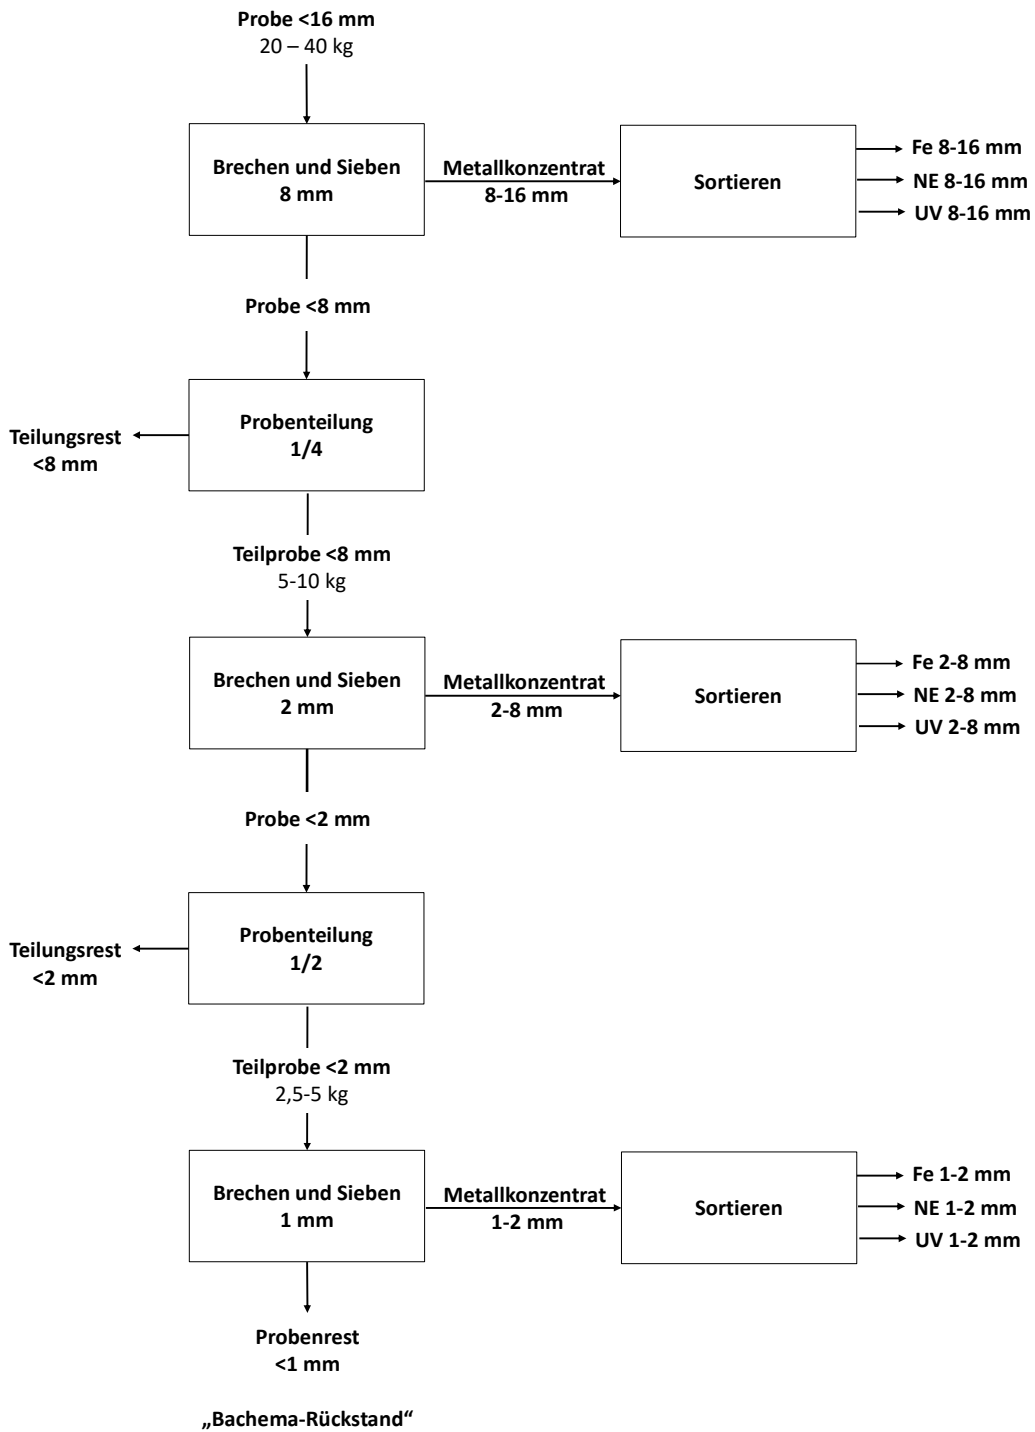 Probe <16 mm
20 – 40 kg
Brechen und Sieben
8 mm
Metallkonzentrat
8-16 mm
Sortieren
Fe 8-16 mm
NE 8-16 mm
UV 8-16 mm
Probe <8 mm
Probenteilung
1/4
Teilungsrest
<8 mm
Teilprobe <8 mm
5-10 kg
Brechen und Sieben
2 mm
Metallkonzentrat
2-8 mm
Sortieren
Fe 2-8 mm
NE 2-8 mm
UV 2-8 mm
Probe <2 mm
Probenteilung
1/2
Teilungsrest
<2 mm
Teilprobe <2 mm
2,5-5 kg
Brechen und Sieben
1 mm
Metallkonzentrat
1-2 mm
Sortieren
Fe 1-2 mm
NE 1-2 mm
UV 1-2 mm
Probenrest
<1 mm
„Bachema-Rückstand“